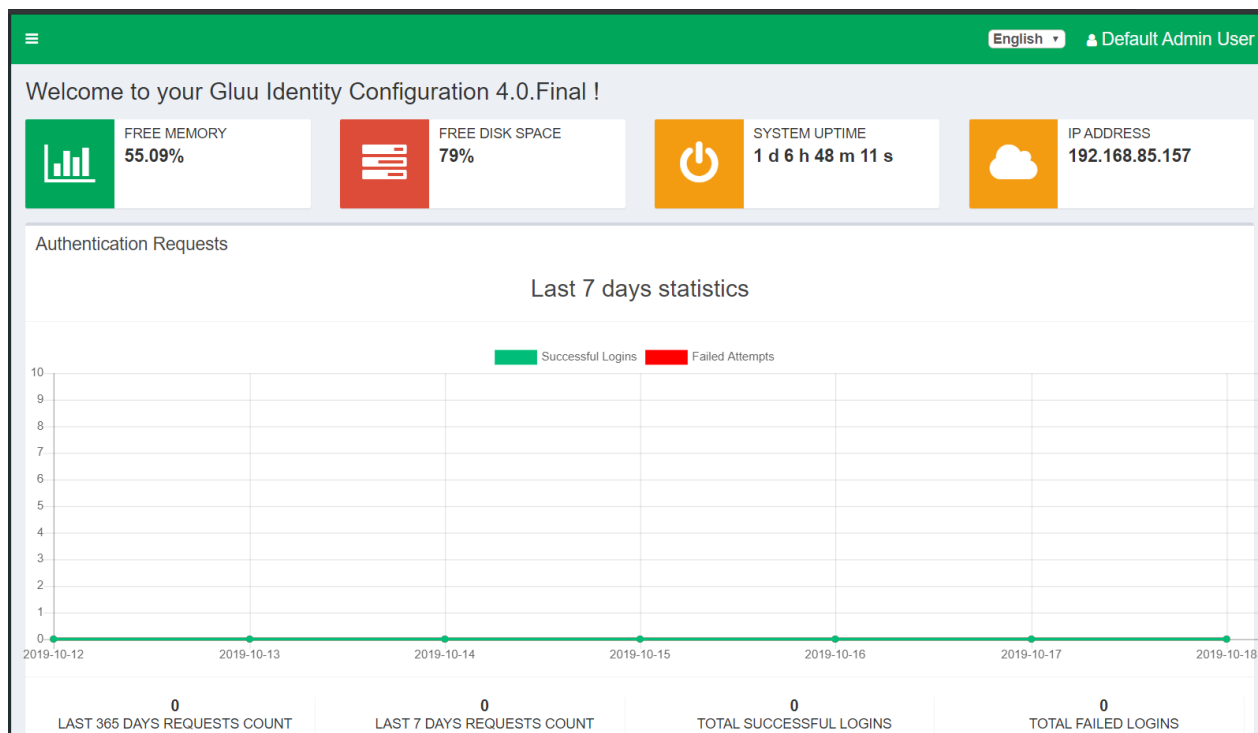 English Default Admin User
Welcome to your Gluu Identity Configuration 4.0.Final !
FREE MEMORY
55.09%
FREE DISK SPACE
79%
SYSTEM UPTIME
1 d 6 h 48 m 11 s
IP ADDRESS
192.168.85.157
Authentication Requests
Last 7 days statistics
Successful Logins Failed Attempts
10
9
8
7
6
5
4
3
2
1
0
2019-10-12 2019-10-13 2019-10-14 2019-10-15 2019-10-16 2019-10-17 2019-10-18
0
LAST 365 DAYS REQUESTS COUNT
0
LAST 7 DAYS REQUESTS COUNT
0
TOTAL SUCCESSFUL LOGINS
0
TOTAL FAILED LOGINS